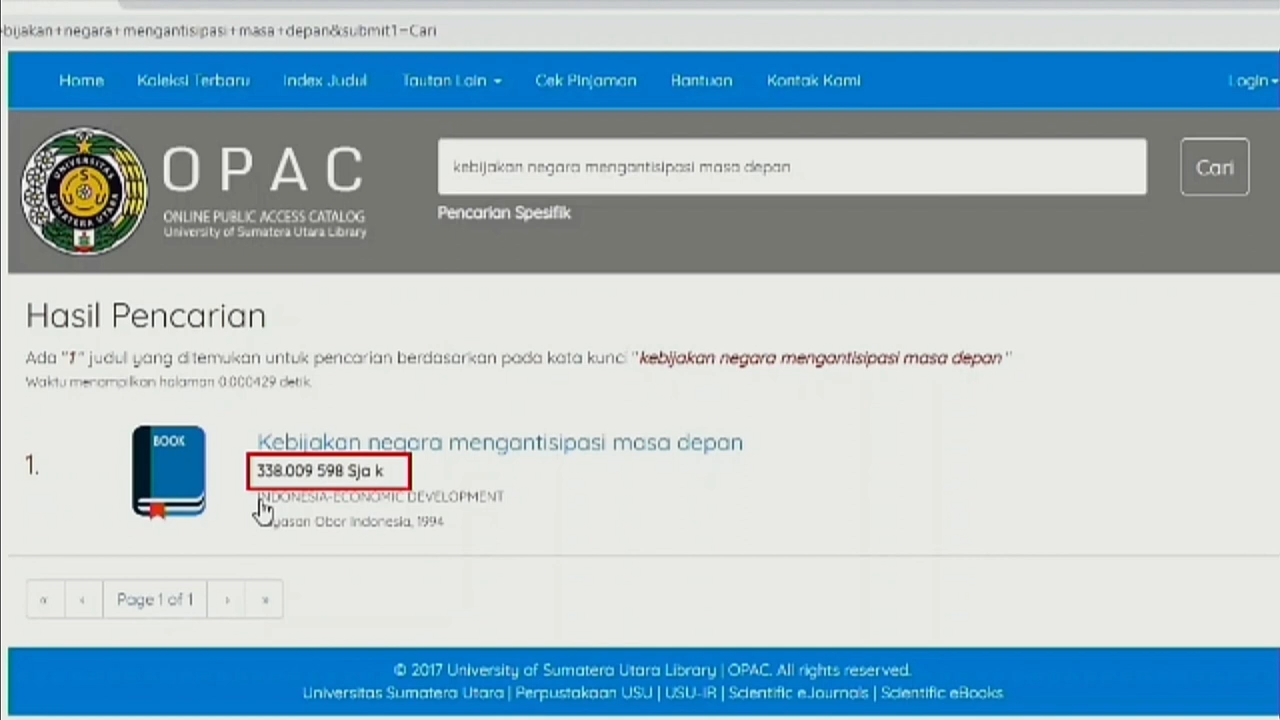 bijakan+negara+mengantisipasi+masa+depan&submit1=Cari
Home Koleksi Terbaru Index Judul Tautan Lain Cek Pinjaman Bantuan Kontak Kami Login
UNIVERSITAS
SUMATERA UTARA
OPAC
ONLINE PUBLIC ACCESS CATALOG
University of Sumatera Utara Library
kebijakan negara mengantisipasi masa depan
Cari
Pencarian Spesifik
Hasil Pencarian
Ada "1" judul yang ditemukan untuk pencarian berdasarkan pada kata kunci "kebijakan negara mengantisipasi masa depan"
Waktu menampilkan halaman 0.000429 detik.
1.
BOOK
Kebijakan negara mengantisipasi masa depan
338.009 598 Sja k
INDONESIA-ECONOMIC DEVELOPMENT
Obor Indonesia, 1994
« ‹ Page 1 of 1 › »
© 2017 University of Sumatera Utara Library | OPAC. All rights reserved.
Universitas Sumatera Utara | Perpustakaan USU | USU-IR | Scientific eJournals | Scientific eBooks